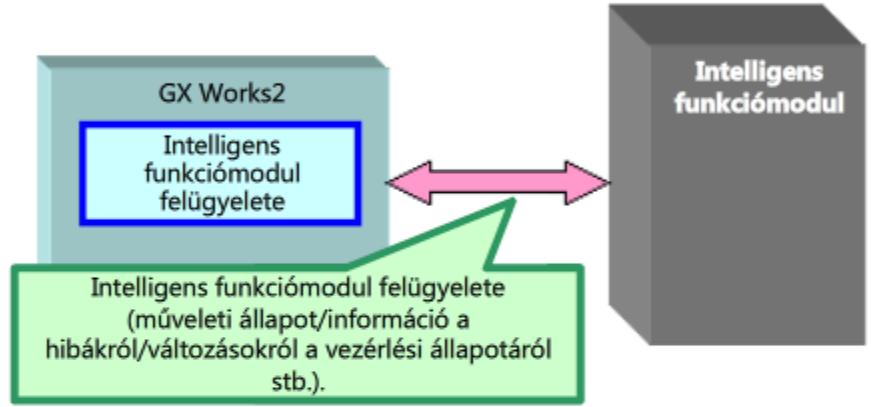 GX Works2
Intelligens
funkciómodul
felügyelete
Intelligens
funkciómodul
Intelligens funkciómodul felügyelete
(műveleti állapot/információ a
hibákról/változásokról a vezérlési állapotáról
stb.).